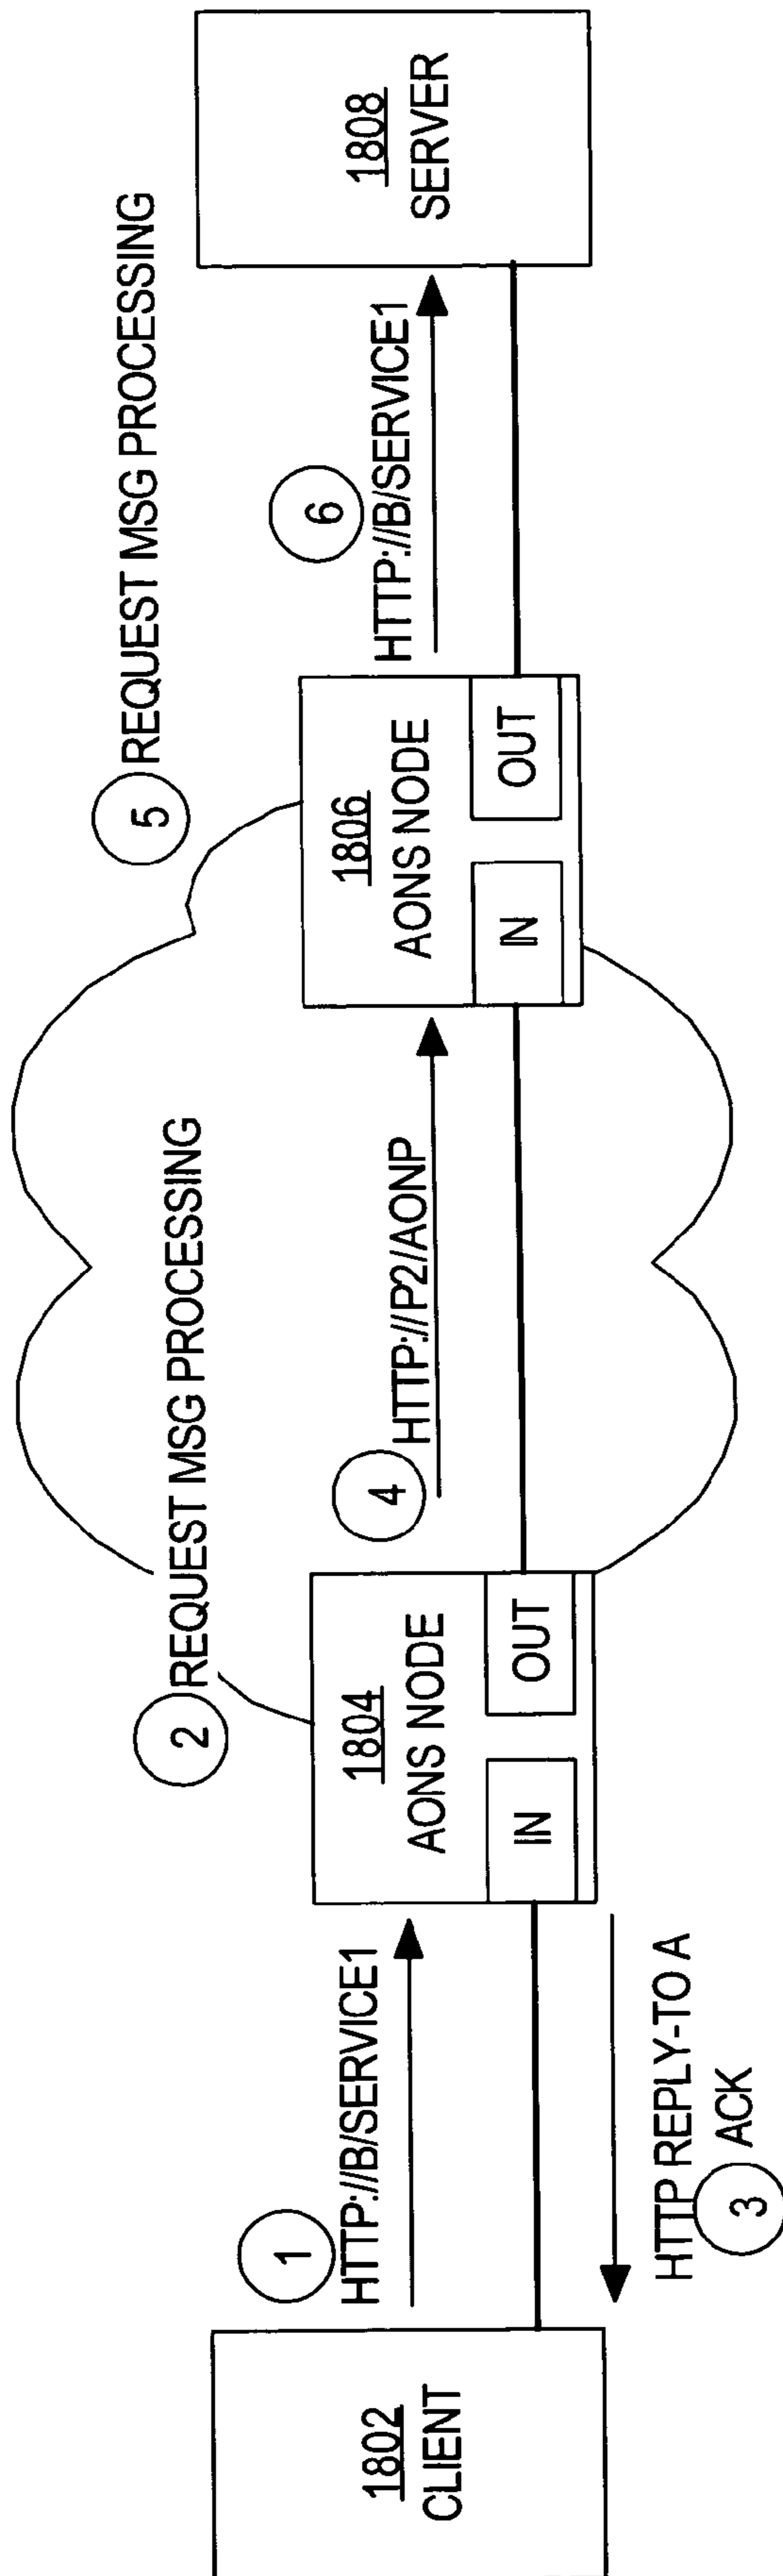 1802
CLIENT
1
HTTP://B/SERVICE1
HTTP REPLY-TO A
3
ACK
2
REQUEST MSG PROCESSING
1804
AONS NODE
IN
OUT
4
HTTP://P2/AONP
5
REQUEST MSG PROCESSING
1806
AONS NODE
IN
OUT
6
HTTP://B/SERVICE1
1808
SERVER